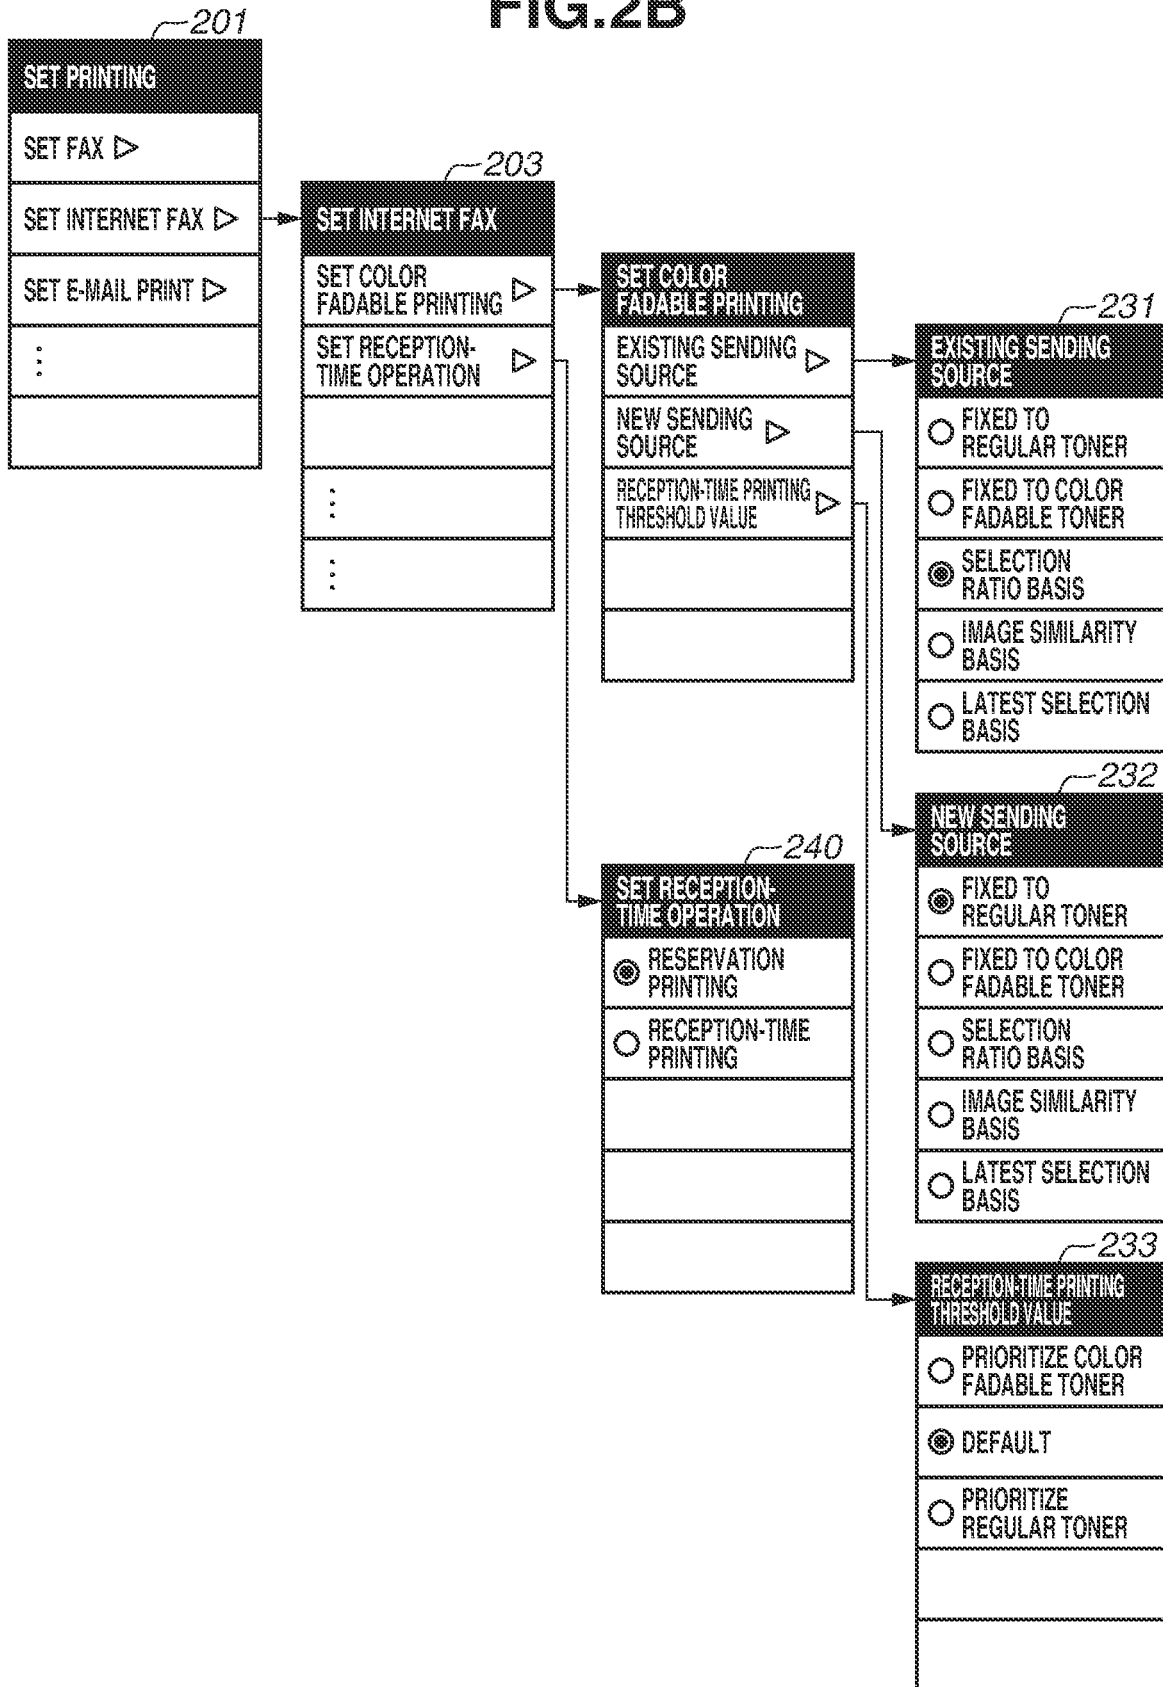 FIG.2B
201
SET PRINTING
SET FAX
SET INTERNET FAX
SET E-MAIL PRINT
203
SET INTERNET FAX
SET COLOR
FADABLE PRINTING
SET RECEPTION-
TIME OPERATION
SET COLOR
FADABLE PRINTING
EXISTING SENDING
SOURCE
NEW SENDING
SOURCE
RECEPTION-TIME PRINTING
THRESHOLD VALUE
231
EXISTING SENDING
SOURCE
FIXED TO
REGULAR TONER
FIXED TO COLOR
FADABLE TONER
SELECTION
RATIO BASIS
IMAGE SIMILARITY
BASIS
LATEST SELECTION
BASIS
240
SET RECEPTION-
TIME OPERATION
RESERVATION
PRINTING
RECEPTION-TIME
PRINTING
232
NEW SENDING
SOURCE
FIXED TO
REGULAR TONER
FIXED TO COLOR
FADABLE TONER
SELECTION
RATIO BASIS
IMAGE SIMILARITY
BASIS
LATEST SELECTION
BASIS
233
RECEPTION-TIME PRINTING
THRESHOLD VALUE
PRIORITIZE COLOR
FADABLE TONER
DEFAULT
PRIORITIZE
REGULAR TONER